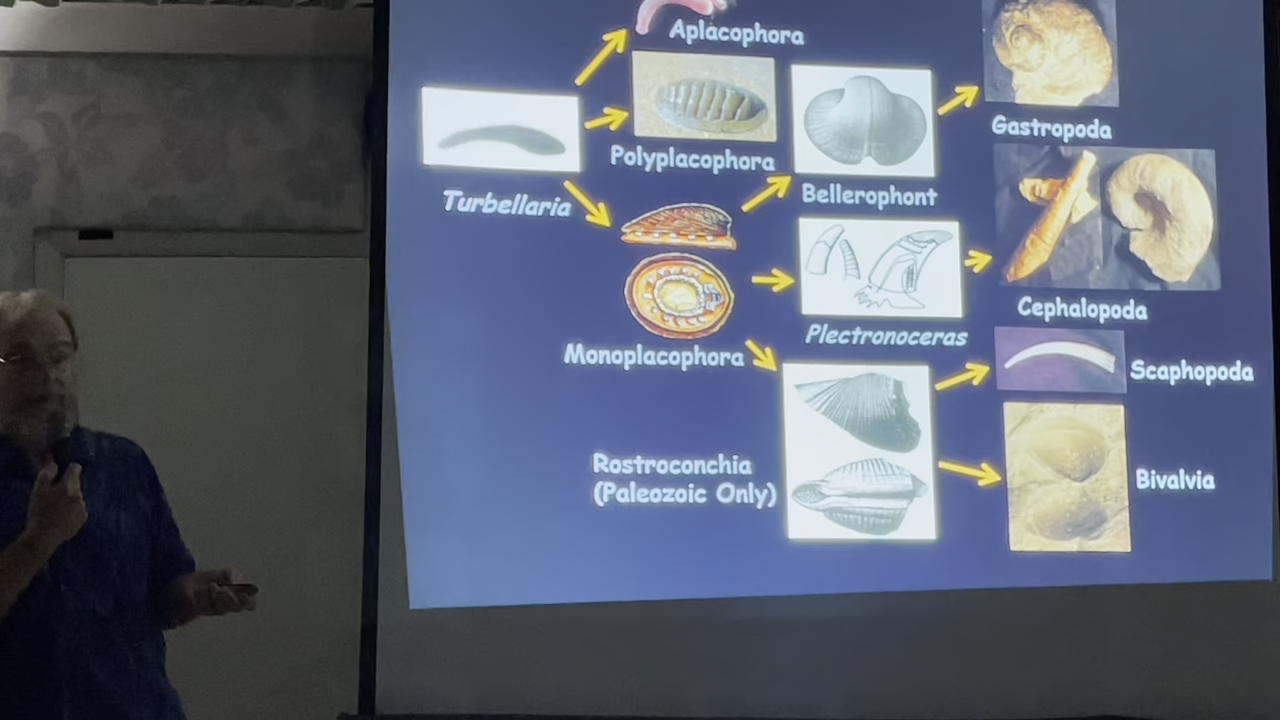 Aplacophora
Polyplacophora
Turbellaria
Bellerophont
Gastropoda
Cephalopoda
Plectronoceras
Monoplacophora
Scaphopoda
Rostroconchia
(Paleozoic Only)
Bivalvia